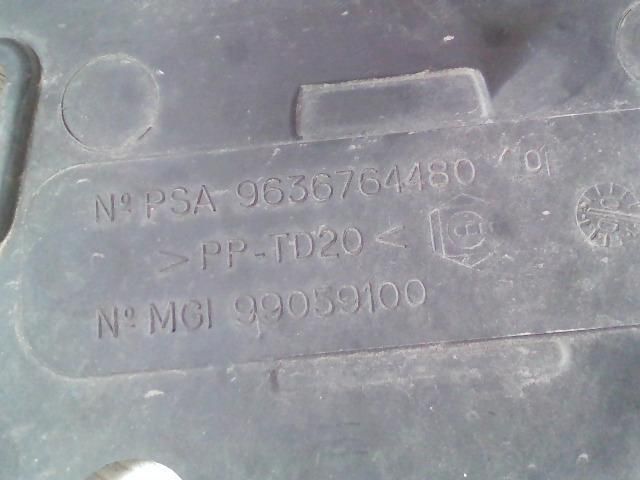 Nº PSA 9636764480 01
>PP-TD20<
Nº MGI 99059100